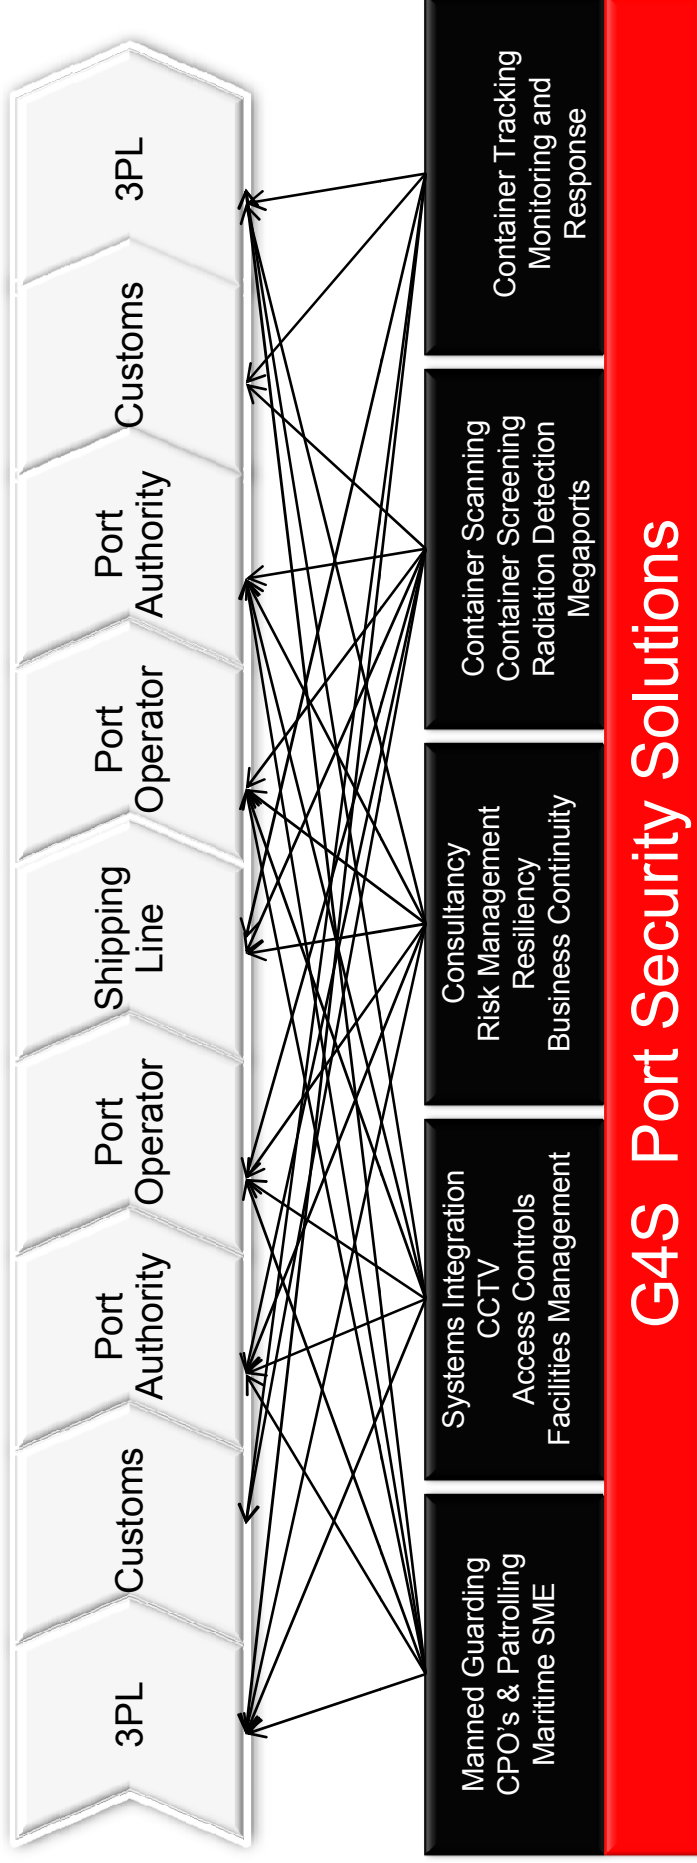 3PL
Customs
Port
Authority
Port
Operator
Shipping
Line
Port
Operator
Port
Authority
Customs
3PL
Manned Guarding
CPO's & Patrolling
Maritime SME
Systems Integration
CCTV
Access Controls
Facilities Management
Consultancy
Risk Management
Resiliency
Business Continuity
Container Scanning
Container Screening
Radiation Detection
Megaports
Container Tracking
Monitoring and
Response
G4S Port Security Solutions